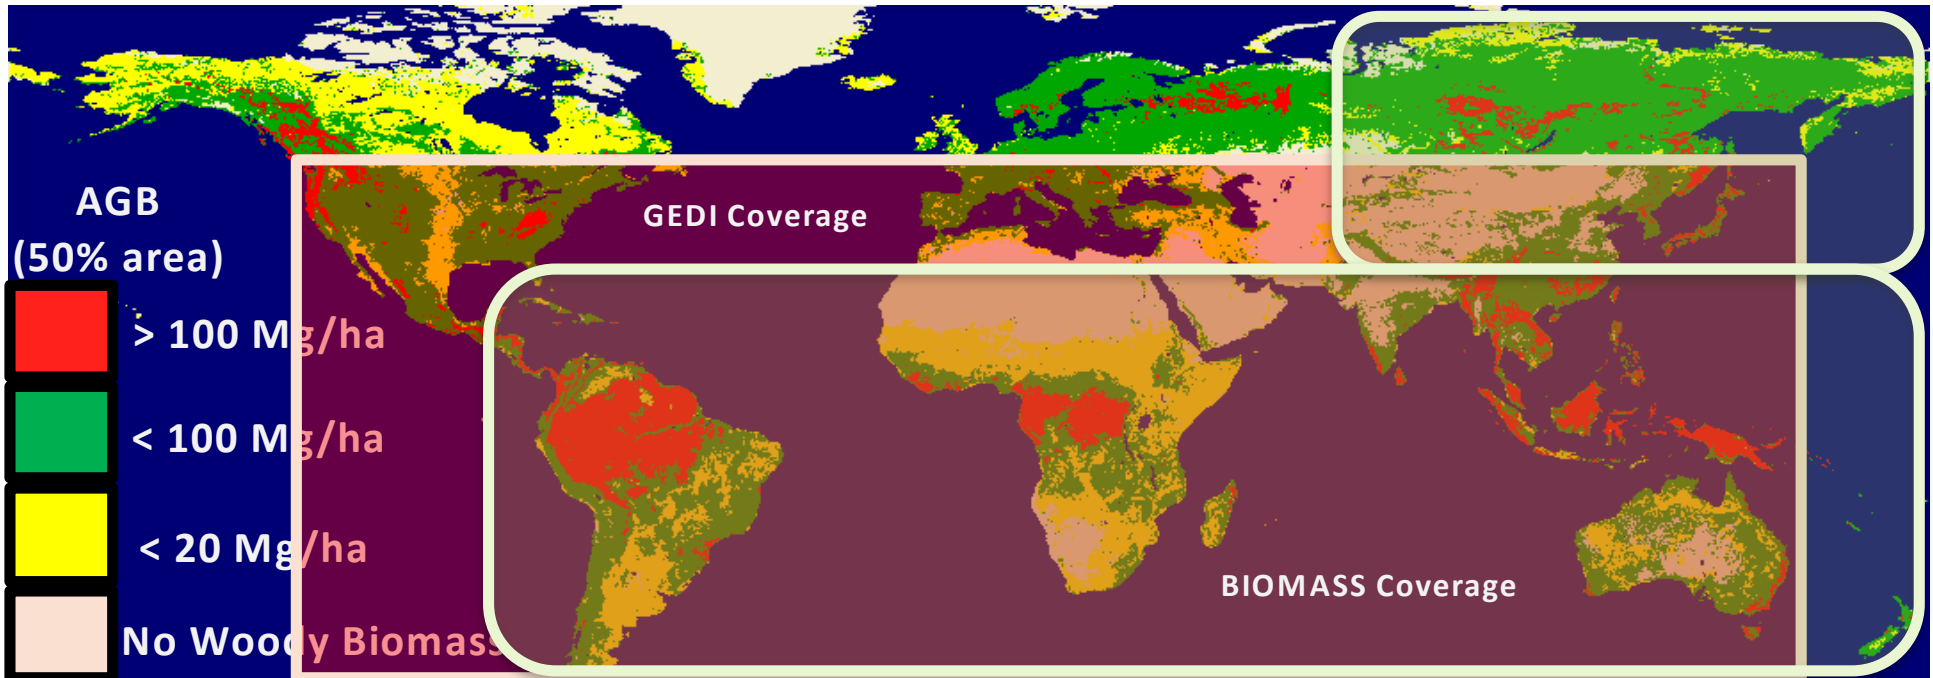 AGB
(50% area)
> 100 Mg/ha
< 100 Mg/ha
< 20 Mg/ha
No Woody Biomass
GEDI Coverage
BIOMASS Coverage